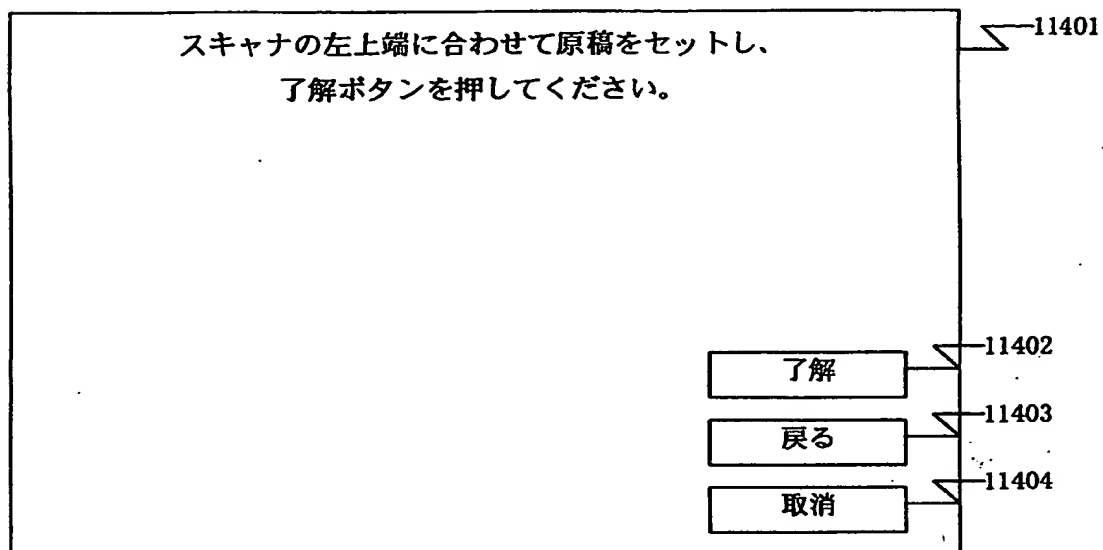 スキャナの左上端に合わせて原稿をセットし、
了解ボタンを押してください。
11401
了解
11402
戻る
11403
取消
11404